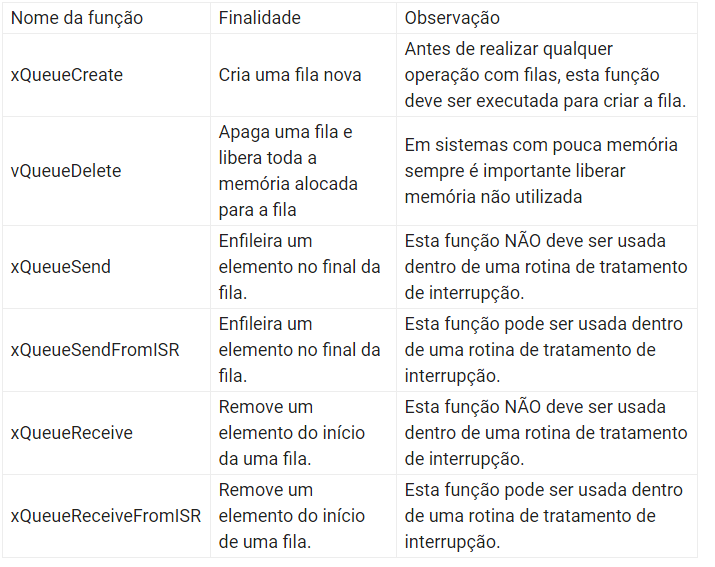 Nome da função
Finalidade
Observação
xQueueCreate
Cria uma fila nova
Antes de realizar qualquer
operação com filas, esta função
deve ser executada para criar a fila.
vQueueDelete
Apaga uma fila e
libera toda a
memória alocada
para a fila
Em sistemas com pouca memória
sempre é importante liberar
memória não utilizada
xQueueSend
Enfileira um
elemento no final da
fila.
Esta função NÃO deve ser usada
dentro de uma rotina de tratamento
de interrupção.
xQueueSendFromISR
Enfileira um
elemento no final da
fila.
Esta função pode ser usada dentro
de uma rotina de tratamento de
interrupção.
xQueueReceive
Remove um
elemento do início
da uma fila.
Esta função NÃO deve ser usada
dentro de uma rotina de tratamento
de interrupção.
xQueueReceiveFromISR
Remove um
elemento do início
de uma fila.
Esta função pode ser usada dentro
de uma rotina de tratamento de
interrupção.